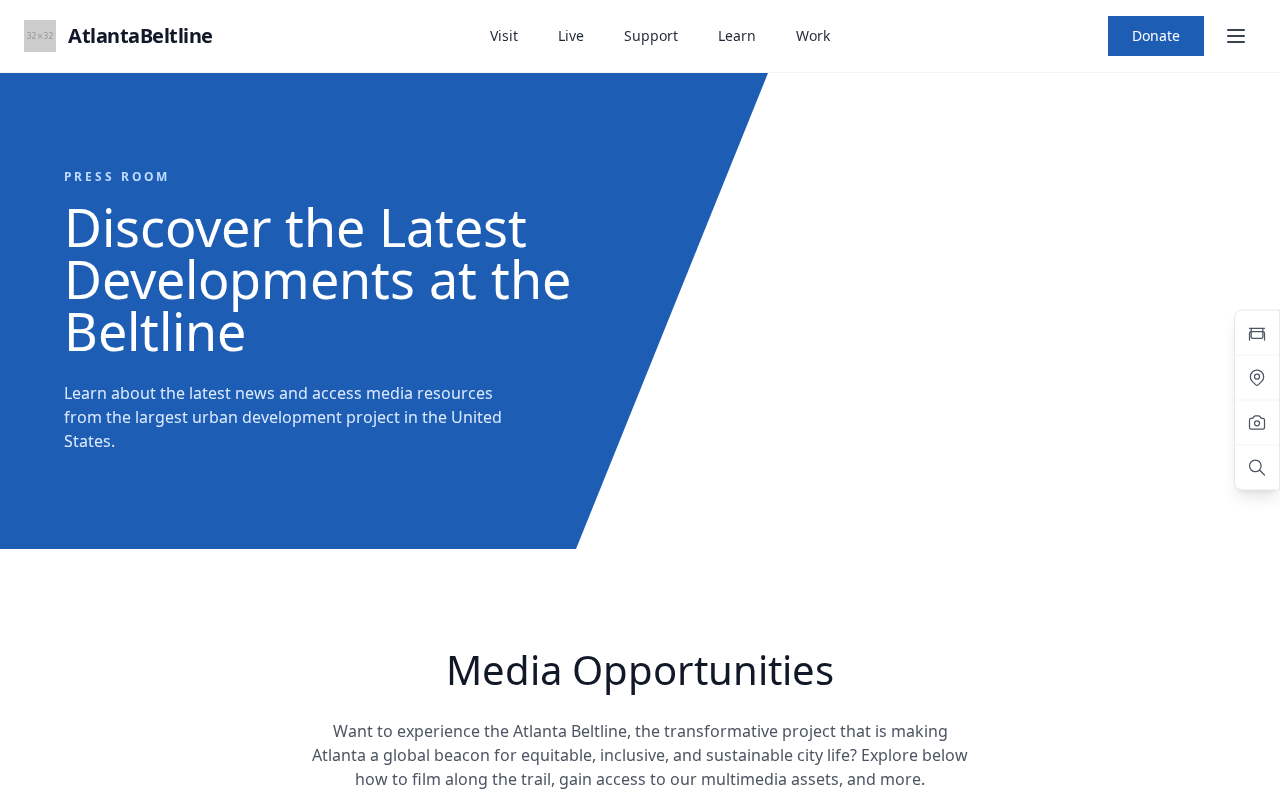 32×32
AtlantaBeltline
Visit
Live
Support
Learn
Work
Donate
PRESS ROOM
Discover the Latest
Developments at the
Beltline
Learn about the latest news and access media resources
from the largest urban development project in the United
States.
Media Opportunities
Want to experience the Atlanta Beltline, the transformative project that is making
Atlanta a global beacon for equitable, inclusive, and sustainable city life? Explore below
how to film along the trail, gain access to our multimedia assets, and more.